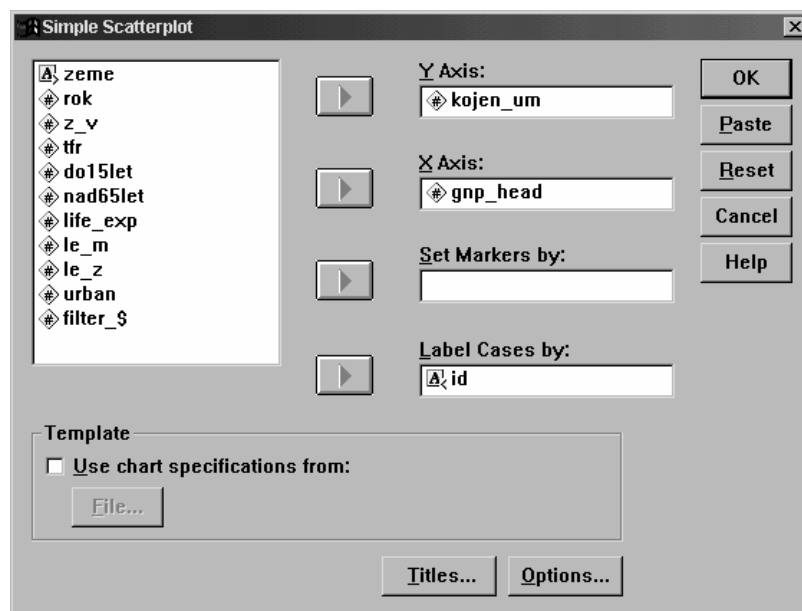 Simple Scatterplot
zeme
rok
z_v
tfr
do15let
nad65let
life_exp
le_m
le_z
urban
filter_$
Y Axis:
kojen_um
X Axis:
gnp_head
Set Markers by:
Label Cases by:
id
OK
Paste
Reset
Cancel
Help
Template
Use chart specifications from:
File...
Titles...
Options...